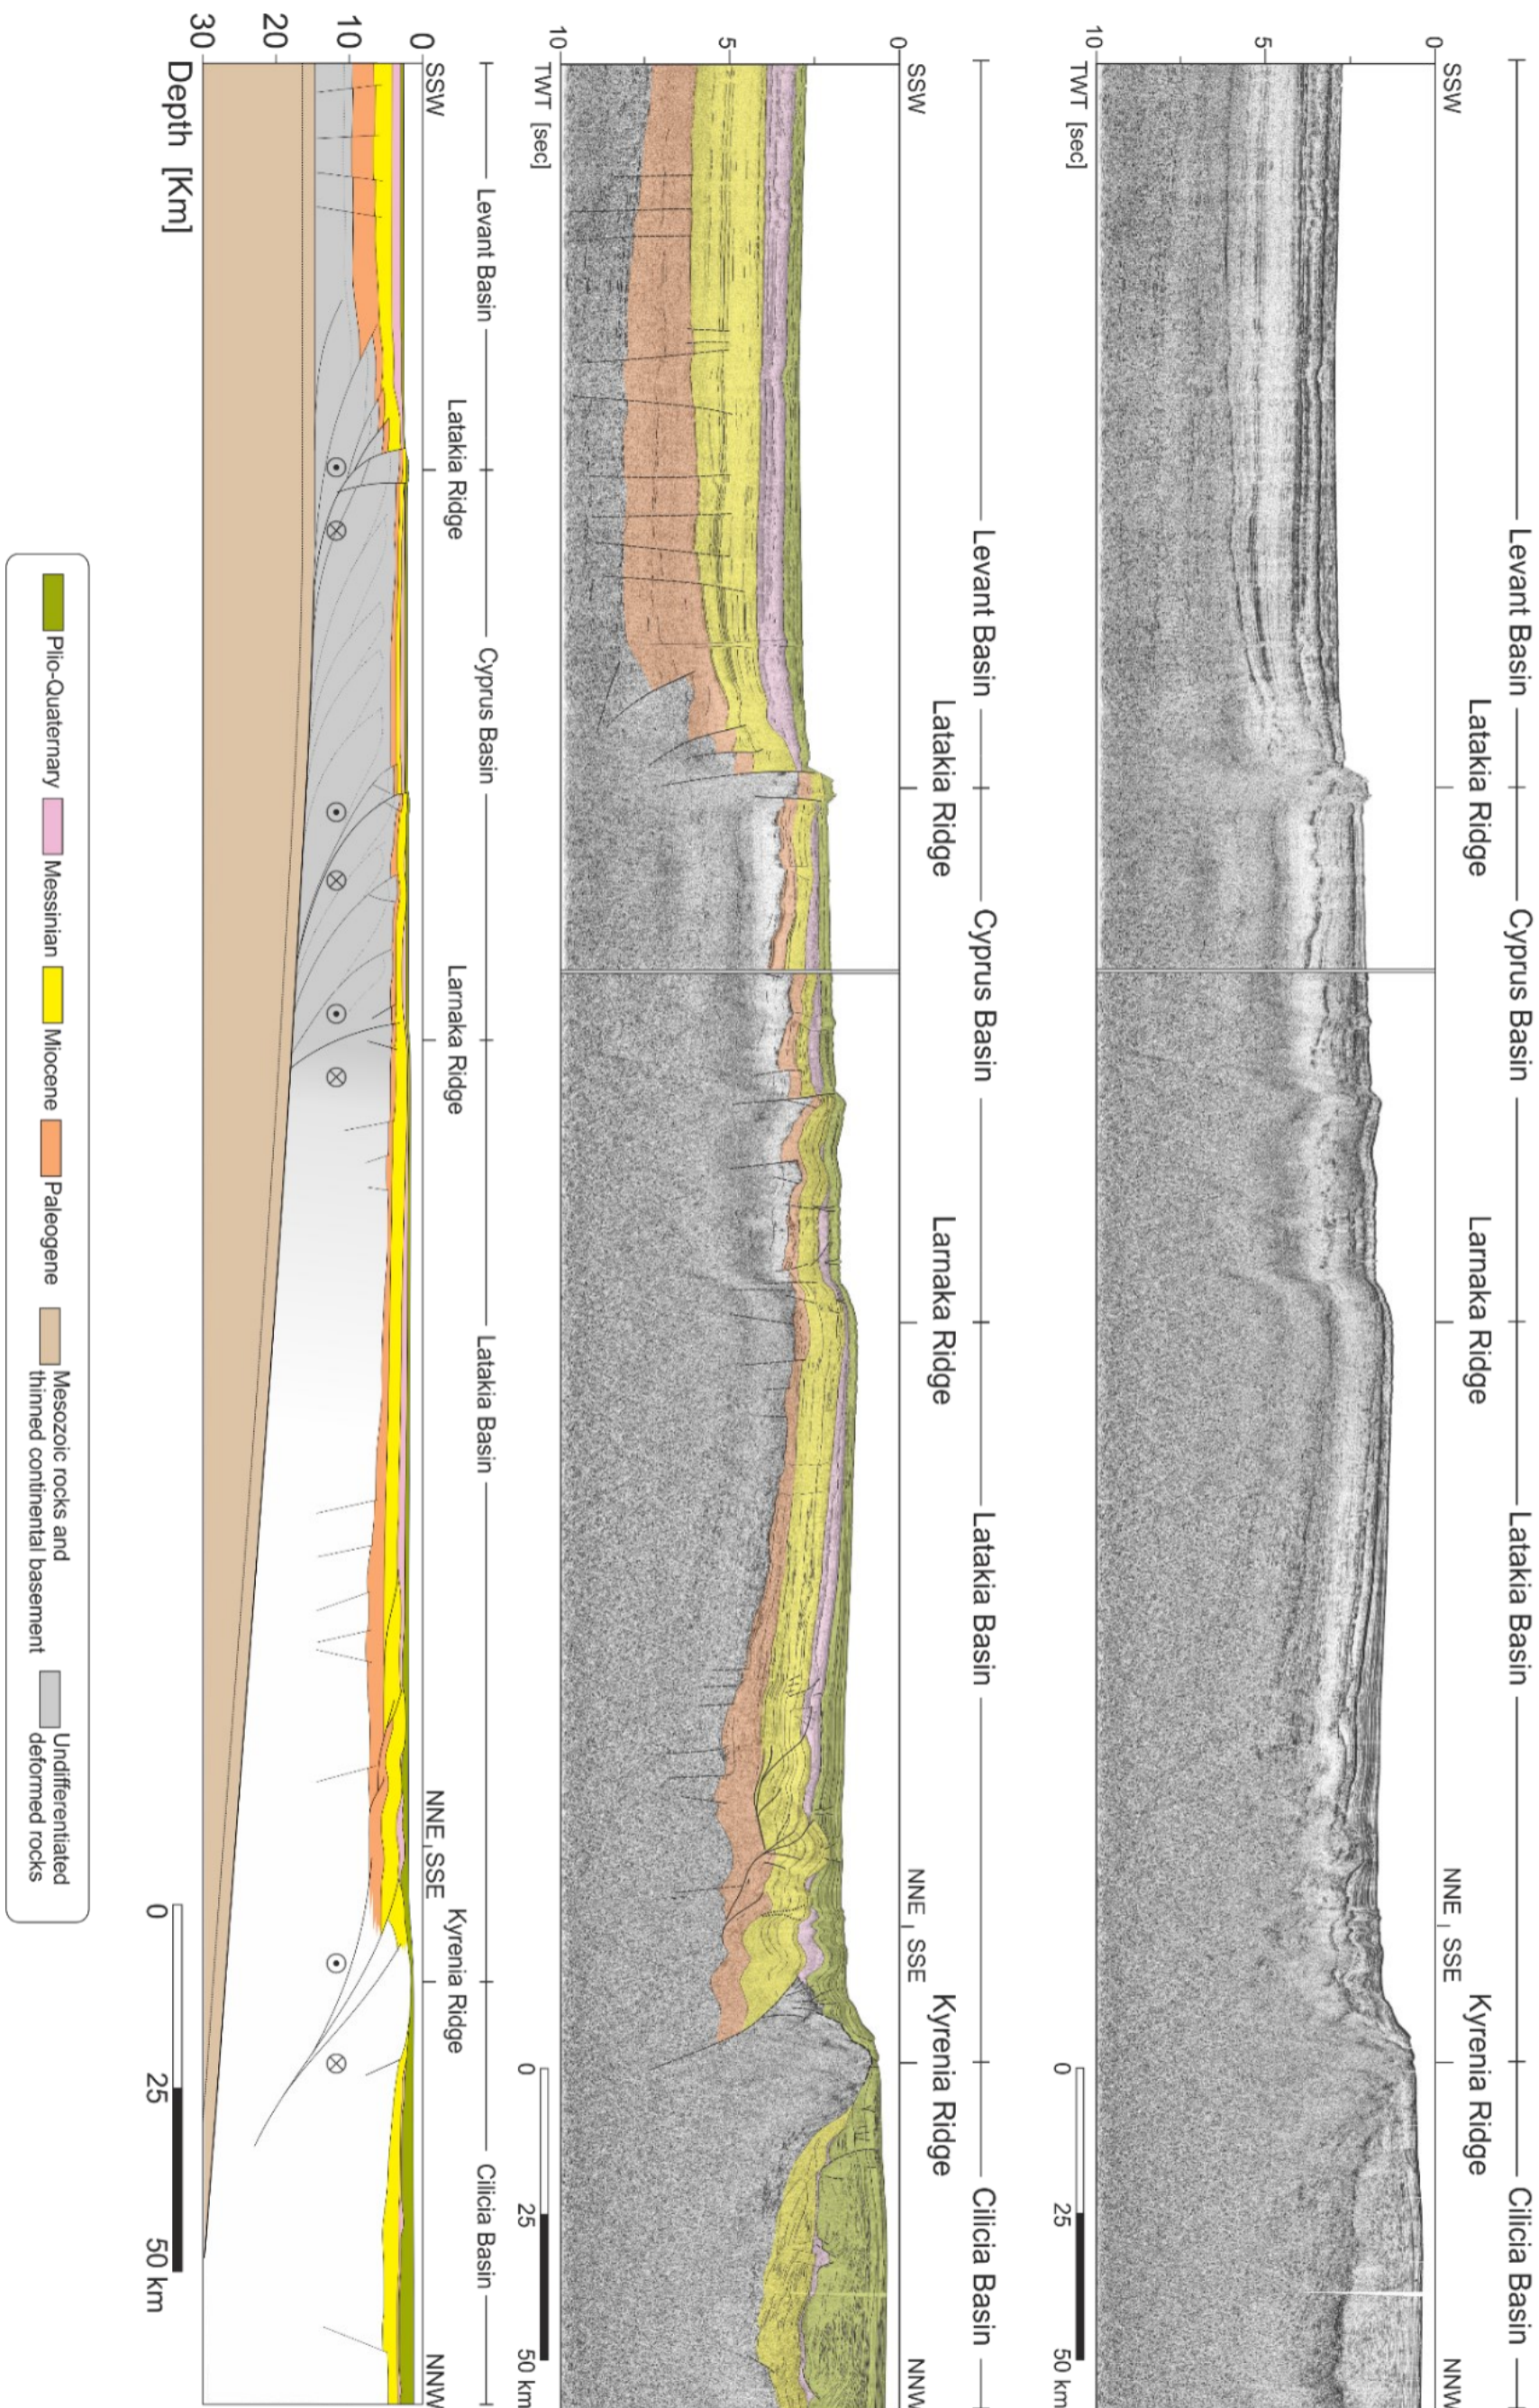 Levant Basin
Cyprus Basin
Latakia Basin
Cilicia Basin
Latakia Ridge
Larnaka Ridge
Kyrenia Ridge
SSW
NNE
SSE
NNW
0
5
10
TWT [sec]
0
25
50 km
Levant Basin
Cyprus Basin
Latakia Basin
Cilicia Basin
Latakia Ridge
Larnaka Ridge
Kyrenia Ridge
SSW
NNE
SSE
NNW
0
5
10
TWT [sec]
0
25
50 km
Levant Basin
Cyprus Basin
Latakia Basin
Cilicia Basin
Latakia Ridge
Larnaka Ridge
Kyrenia Ridge
SSW
NNE
SSE
NNW
0
10
20
30
Depth [Km]
0
25
50 km
Plio-Quaternary
Messinian
Miocene
Paleogene
Mesozoic rocks and
thinned continental basement
Undifferentiated
deformed rocks